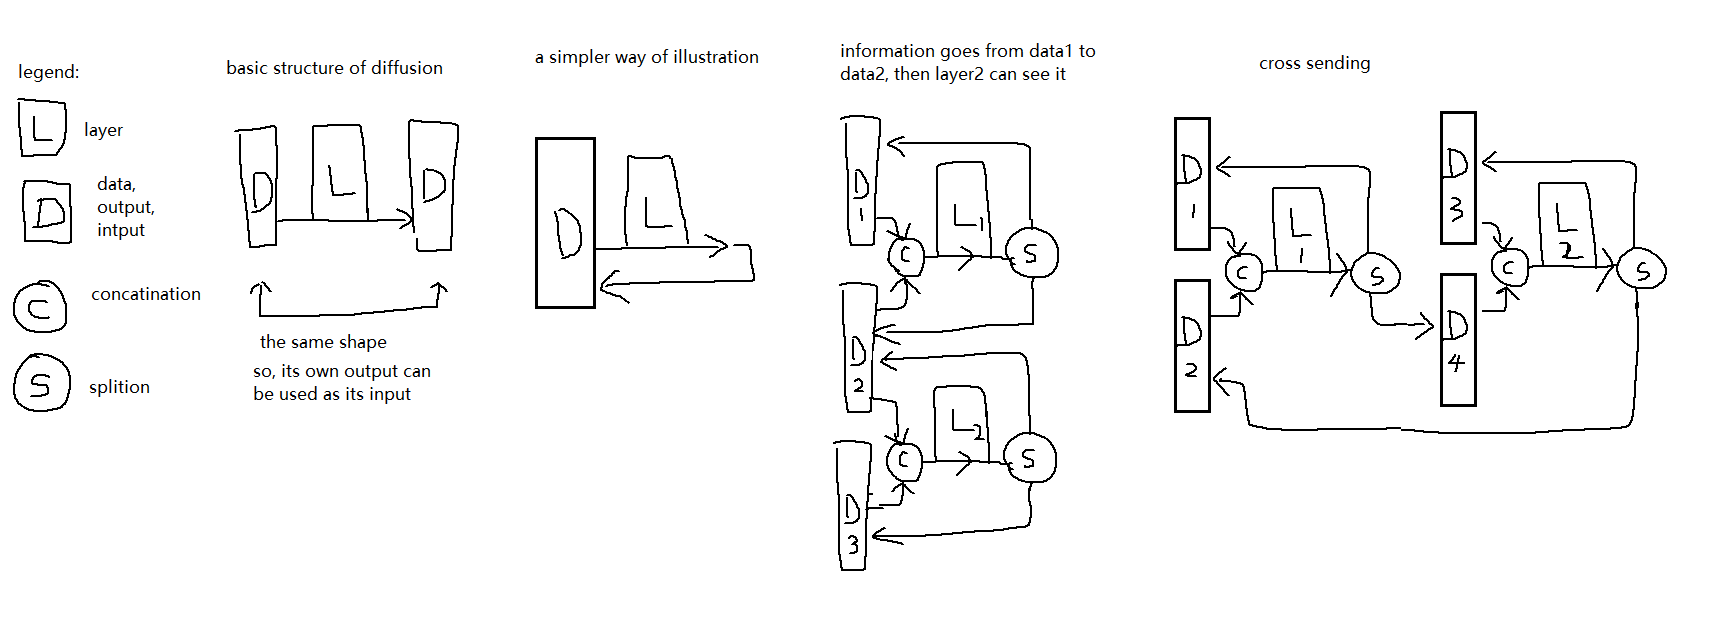 legend:
L
layer
D
data,
output,
intput
C
concatination
S
splition
basic structure of diffusion
D
L
D
the same shape
so, its own output can
be used as its input
a simpler way of illustration
D
L
information goes from data1 to
data2, then layer2 can see it
D
1
C
L1
S
D
2
C
L2
S
D
3
cross sending
D
1
C
L
1
S
D
2
D
3
C
L
2
S
D
4